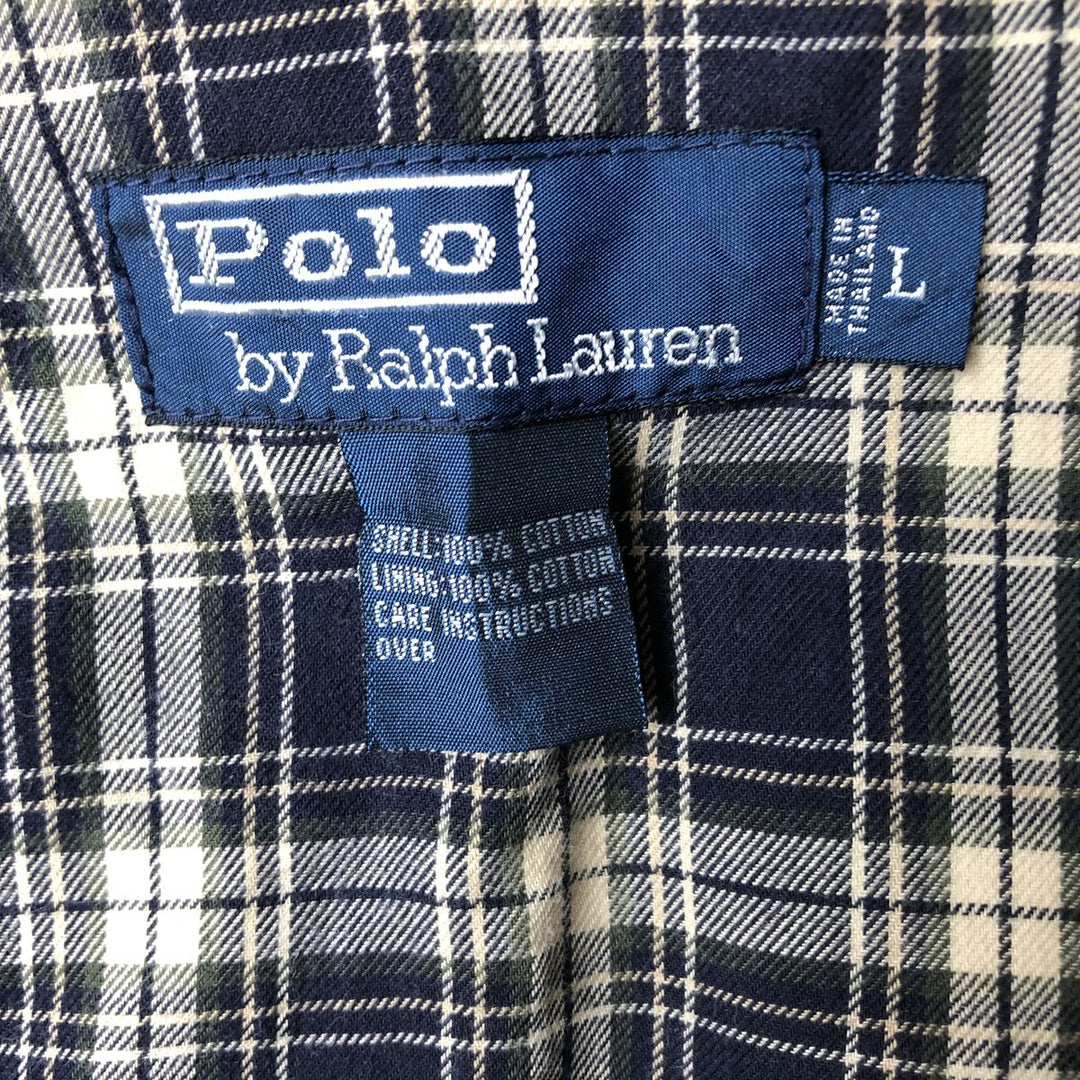 Polo
by Ralph Lauren
MADE IN
THAILAND
L
SHELL:100% COTTON
LINING:100% COTTON
CARE INSTRUCTIONS
OVER